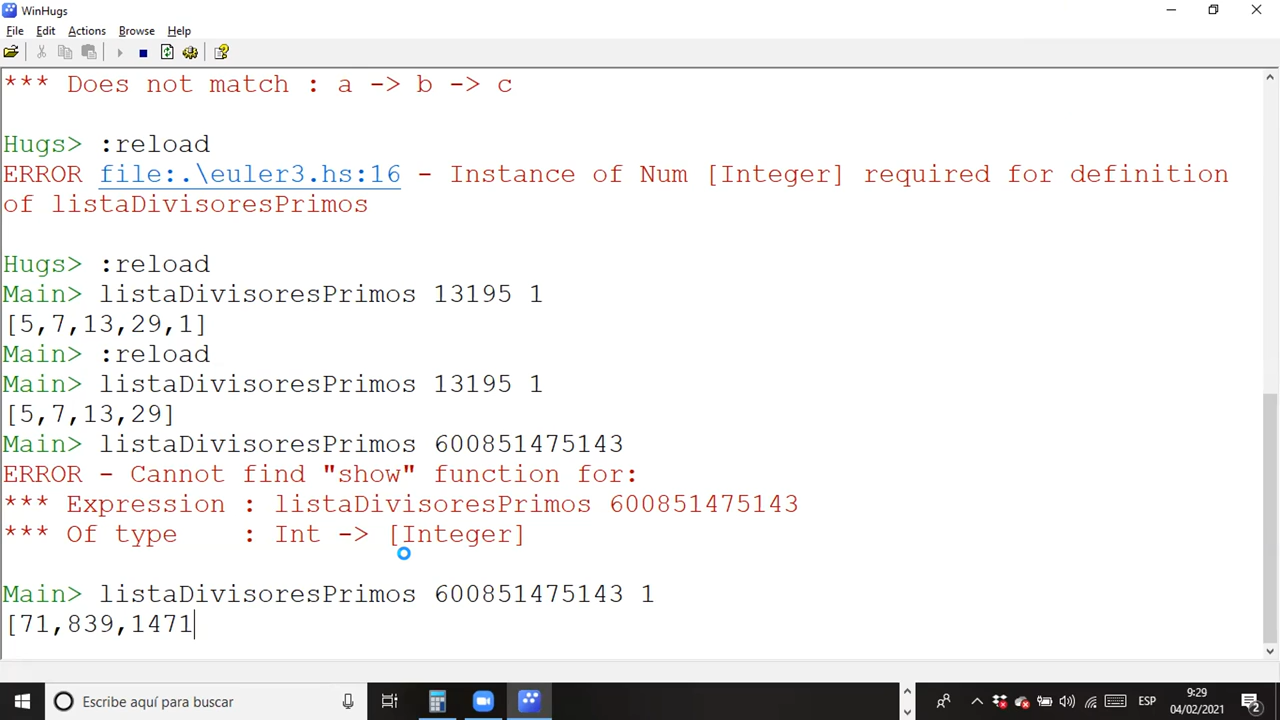 WinHugs
File Edit Actions Browse Help
*** Does not match : a -> b -> c
Hugs> :reload
ERROR file:.\euler3.hs:16 - Instance of Num [Integer] required for definition
of listaDivisoresPrimos
Hugs> :reload
Main> listaDivisoresPrimos 13195 1
[5,7,13,29,1]
Main> :reload
Main> listaDivisoresPrimos 13195 1
[5,7,13,29]
Main> listaDivisoresPrimos 600851475143
ERROR - Cannot find "show" function for:
*** Expression : listaDivisoresPrimos 600851475143
*** Of type    : Int -> [Integer]
Main> listaDivisoresPrimos 600851475143 1
[71,839,1471
Escribe aquí para buscar
ESP
9:29
04/02/2021
2